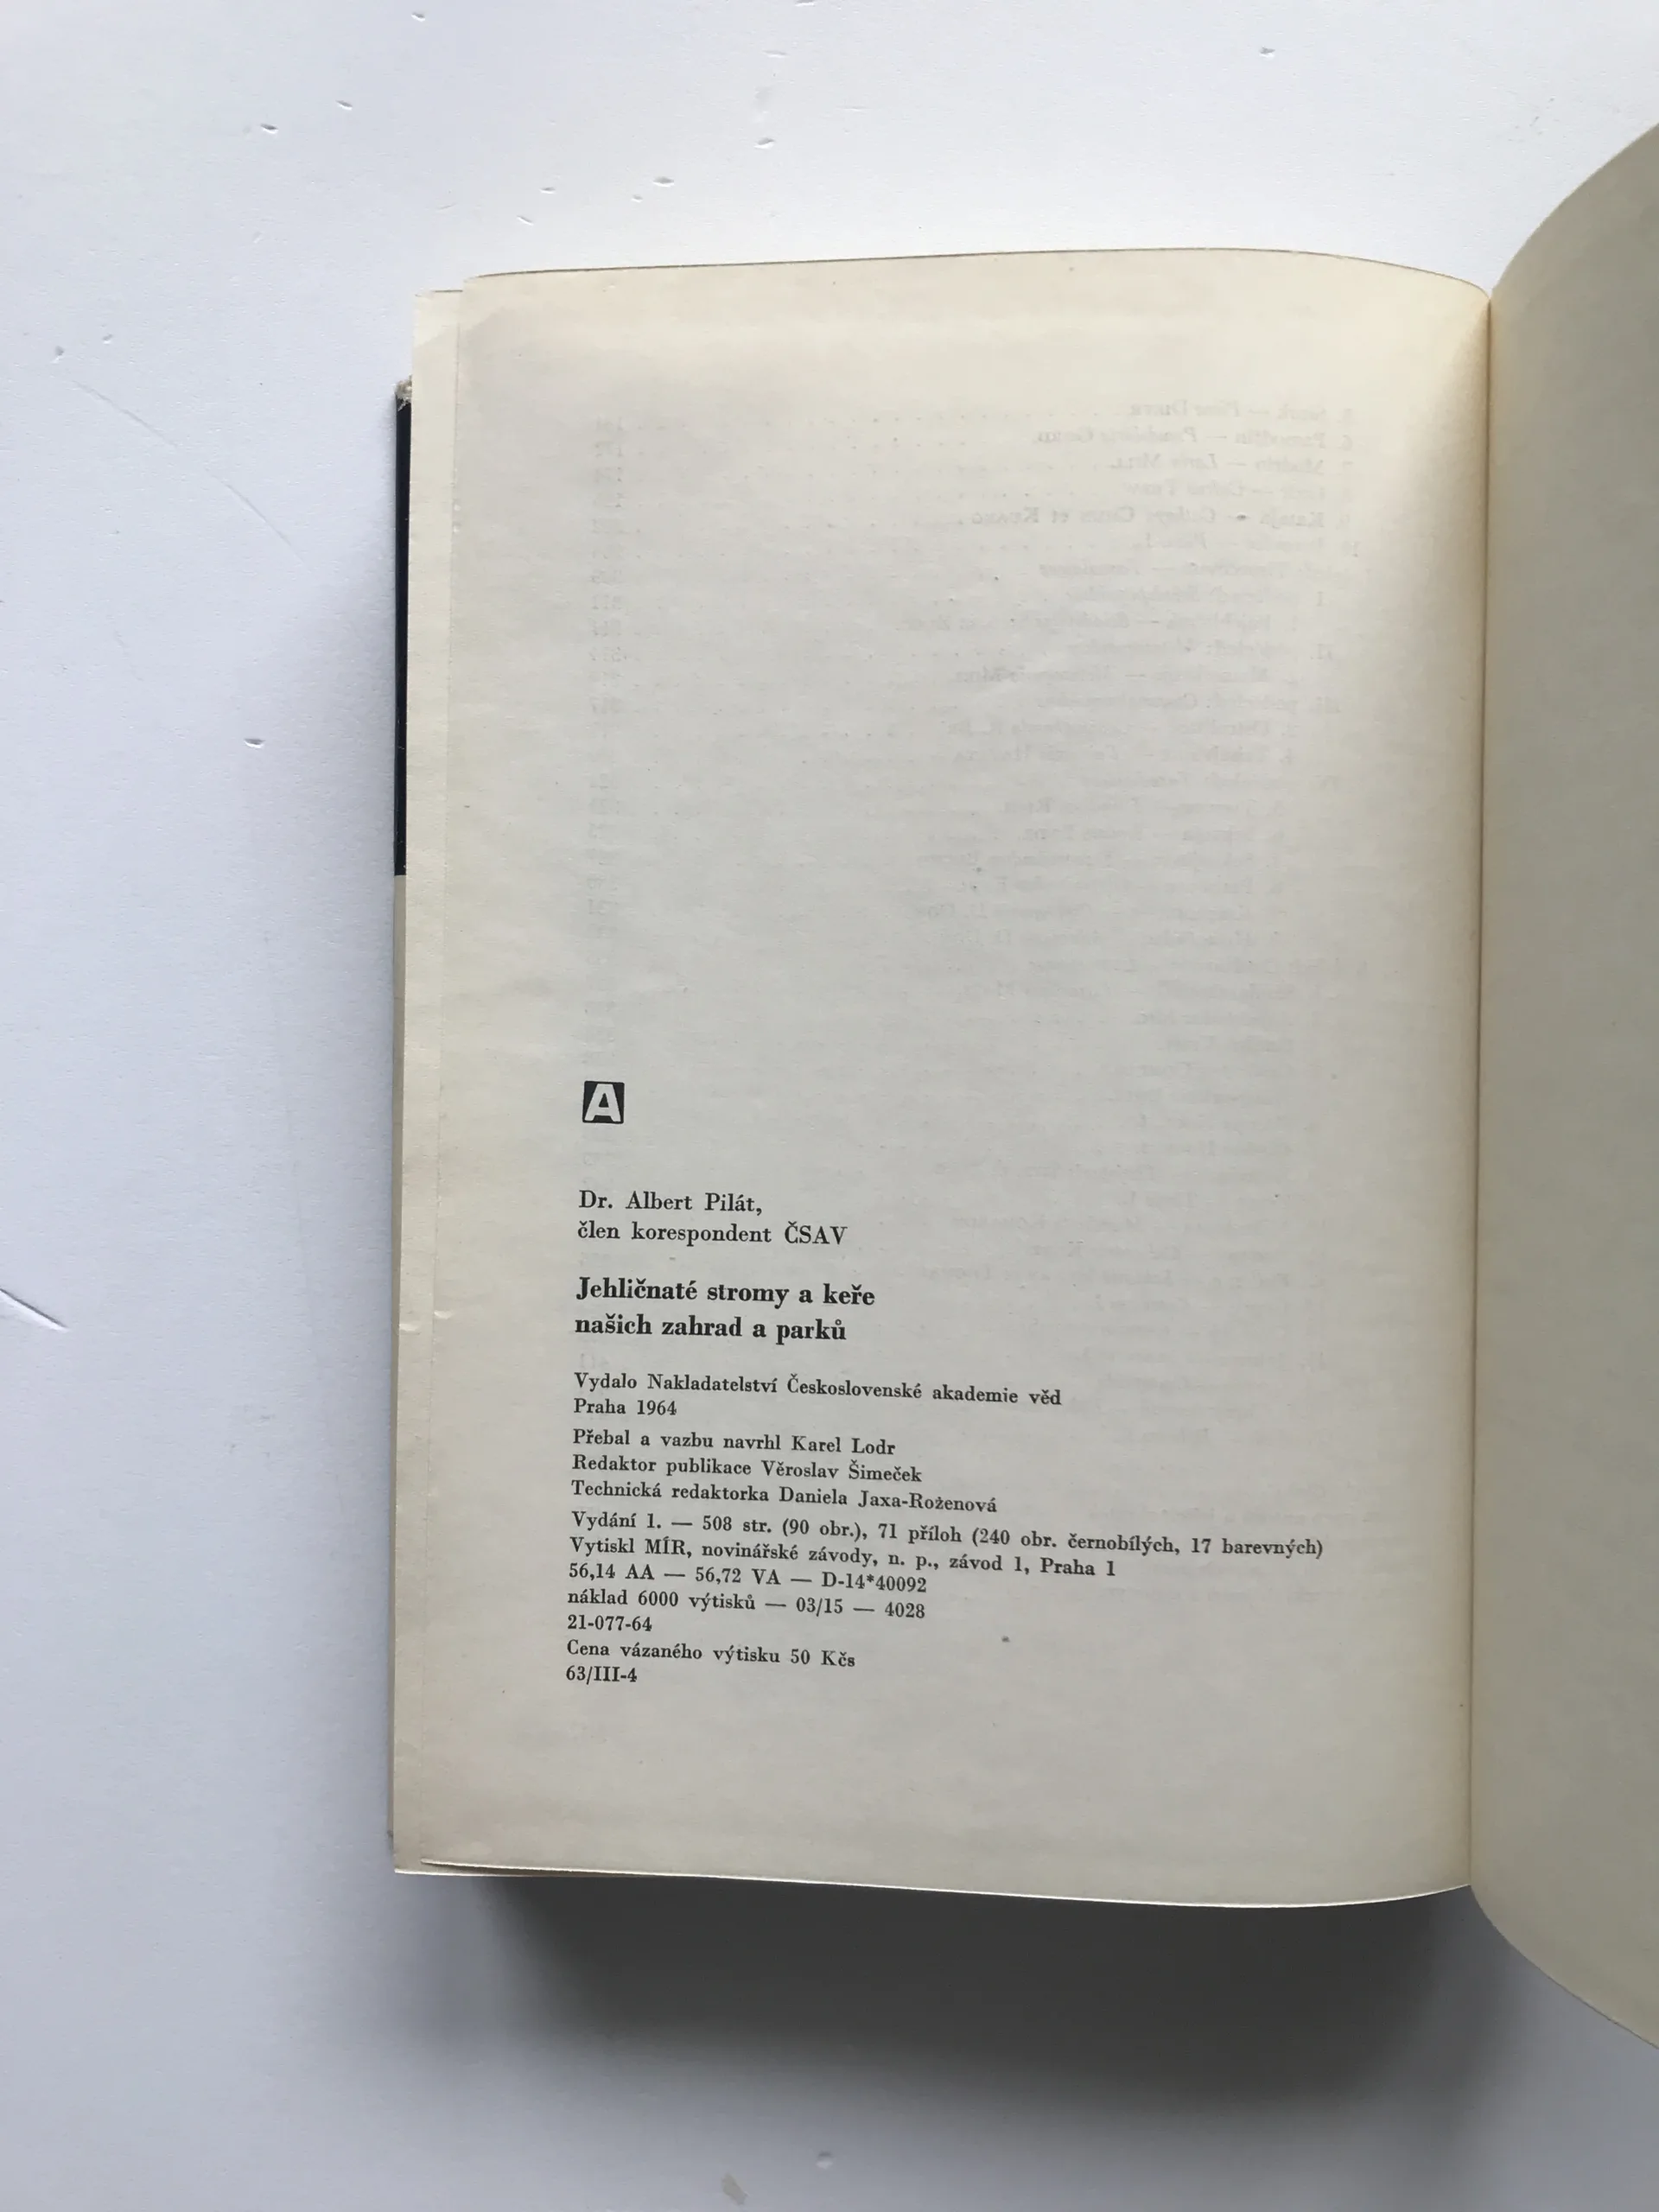 A
Dr. Albert Pilát,
člen korespondent ČSAV
Jehličnaté stromy a keře
našich zahrad a parků
Vydalo Nakladatelství Československé akademie věd
Praha 1964
Přebal a vazbu navrhl Karel Lodr
Redaktor publikace Věroslav Šimeček
Technická redaktorka Daniela Jaxa-Roženová
Vydání 1. — 508 str. (90 obr.), 71 příloh (240 obr. černobílých, 17 barevných)
Vytiskl MÍR, novinářské závody, n. p., závod 1, Praha 1
56,14 AA — 56,72 VA — D-14*40092
náklad 6000 výtisků — 03/15 — 4028
21-077-64
Cena vázaného výtisku 50 Kčs
63/III-4